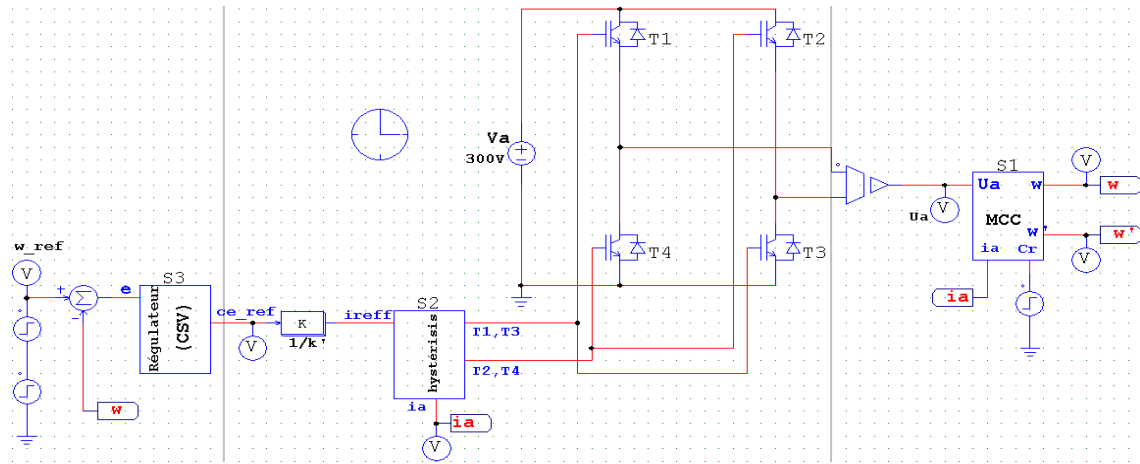 T1
T2
Va
300v
S1
V
Ua
w
w
MCC
w'
w'
ia
Cr
V
Ua
V
T4
T3
w_ref
V
S3
e
+
Σ
-
Régulateur
(CSV)
ce_ref
K
1/k'
V
ireff
S2
hystérisis
T1,T3
T2,T4
ia
ia
V
w
ia